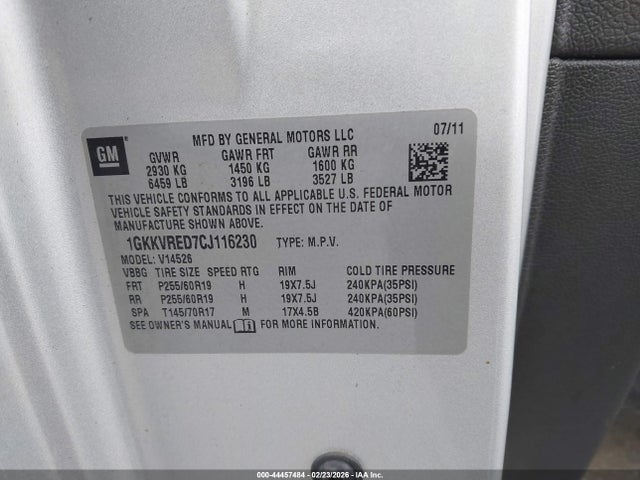 MFD BY GENERAL MOTORS LLC 07/11
GM
GVWR GAWR FRT GAWR RR
2930 KG 1450 KG 1600 KG
6459 LB 3196 LB 3527 LB
THIS VEHICLE CONFORMS TO ALL APPLICABLE U.S. FEDERAL MOTOR
VEHICLE SAFETY STANDARDS IN EFFECT ON THE DATE OF
MANUFACTURE SHOWN ABOVE.
1GKKVRED7CJ116230 TYPE: M.P.V.
MODEL: V14526
VBBG TIRE SIZE SPEED RTG RIM COLD TIRE PRESSURE
FRT P255/60R19 H 19X7.5J 240KPA(35PSI)
RR P255/60R19 H 19X7.5J 240KPA(35PSI)
SPA T145/70R17 M 17X4.5B 420KPA(60PSI)
SEE OWNER'S MANUAL FOR MORE INFORMATION.
000-44457484 - 02/23/2026 - IAAI.COM